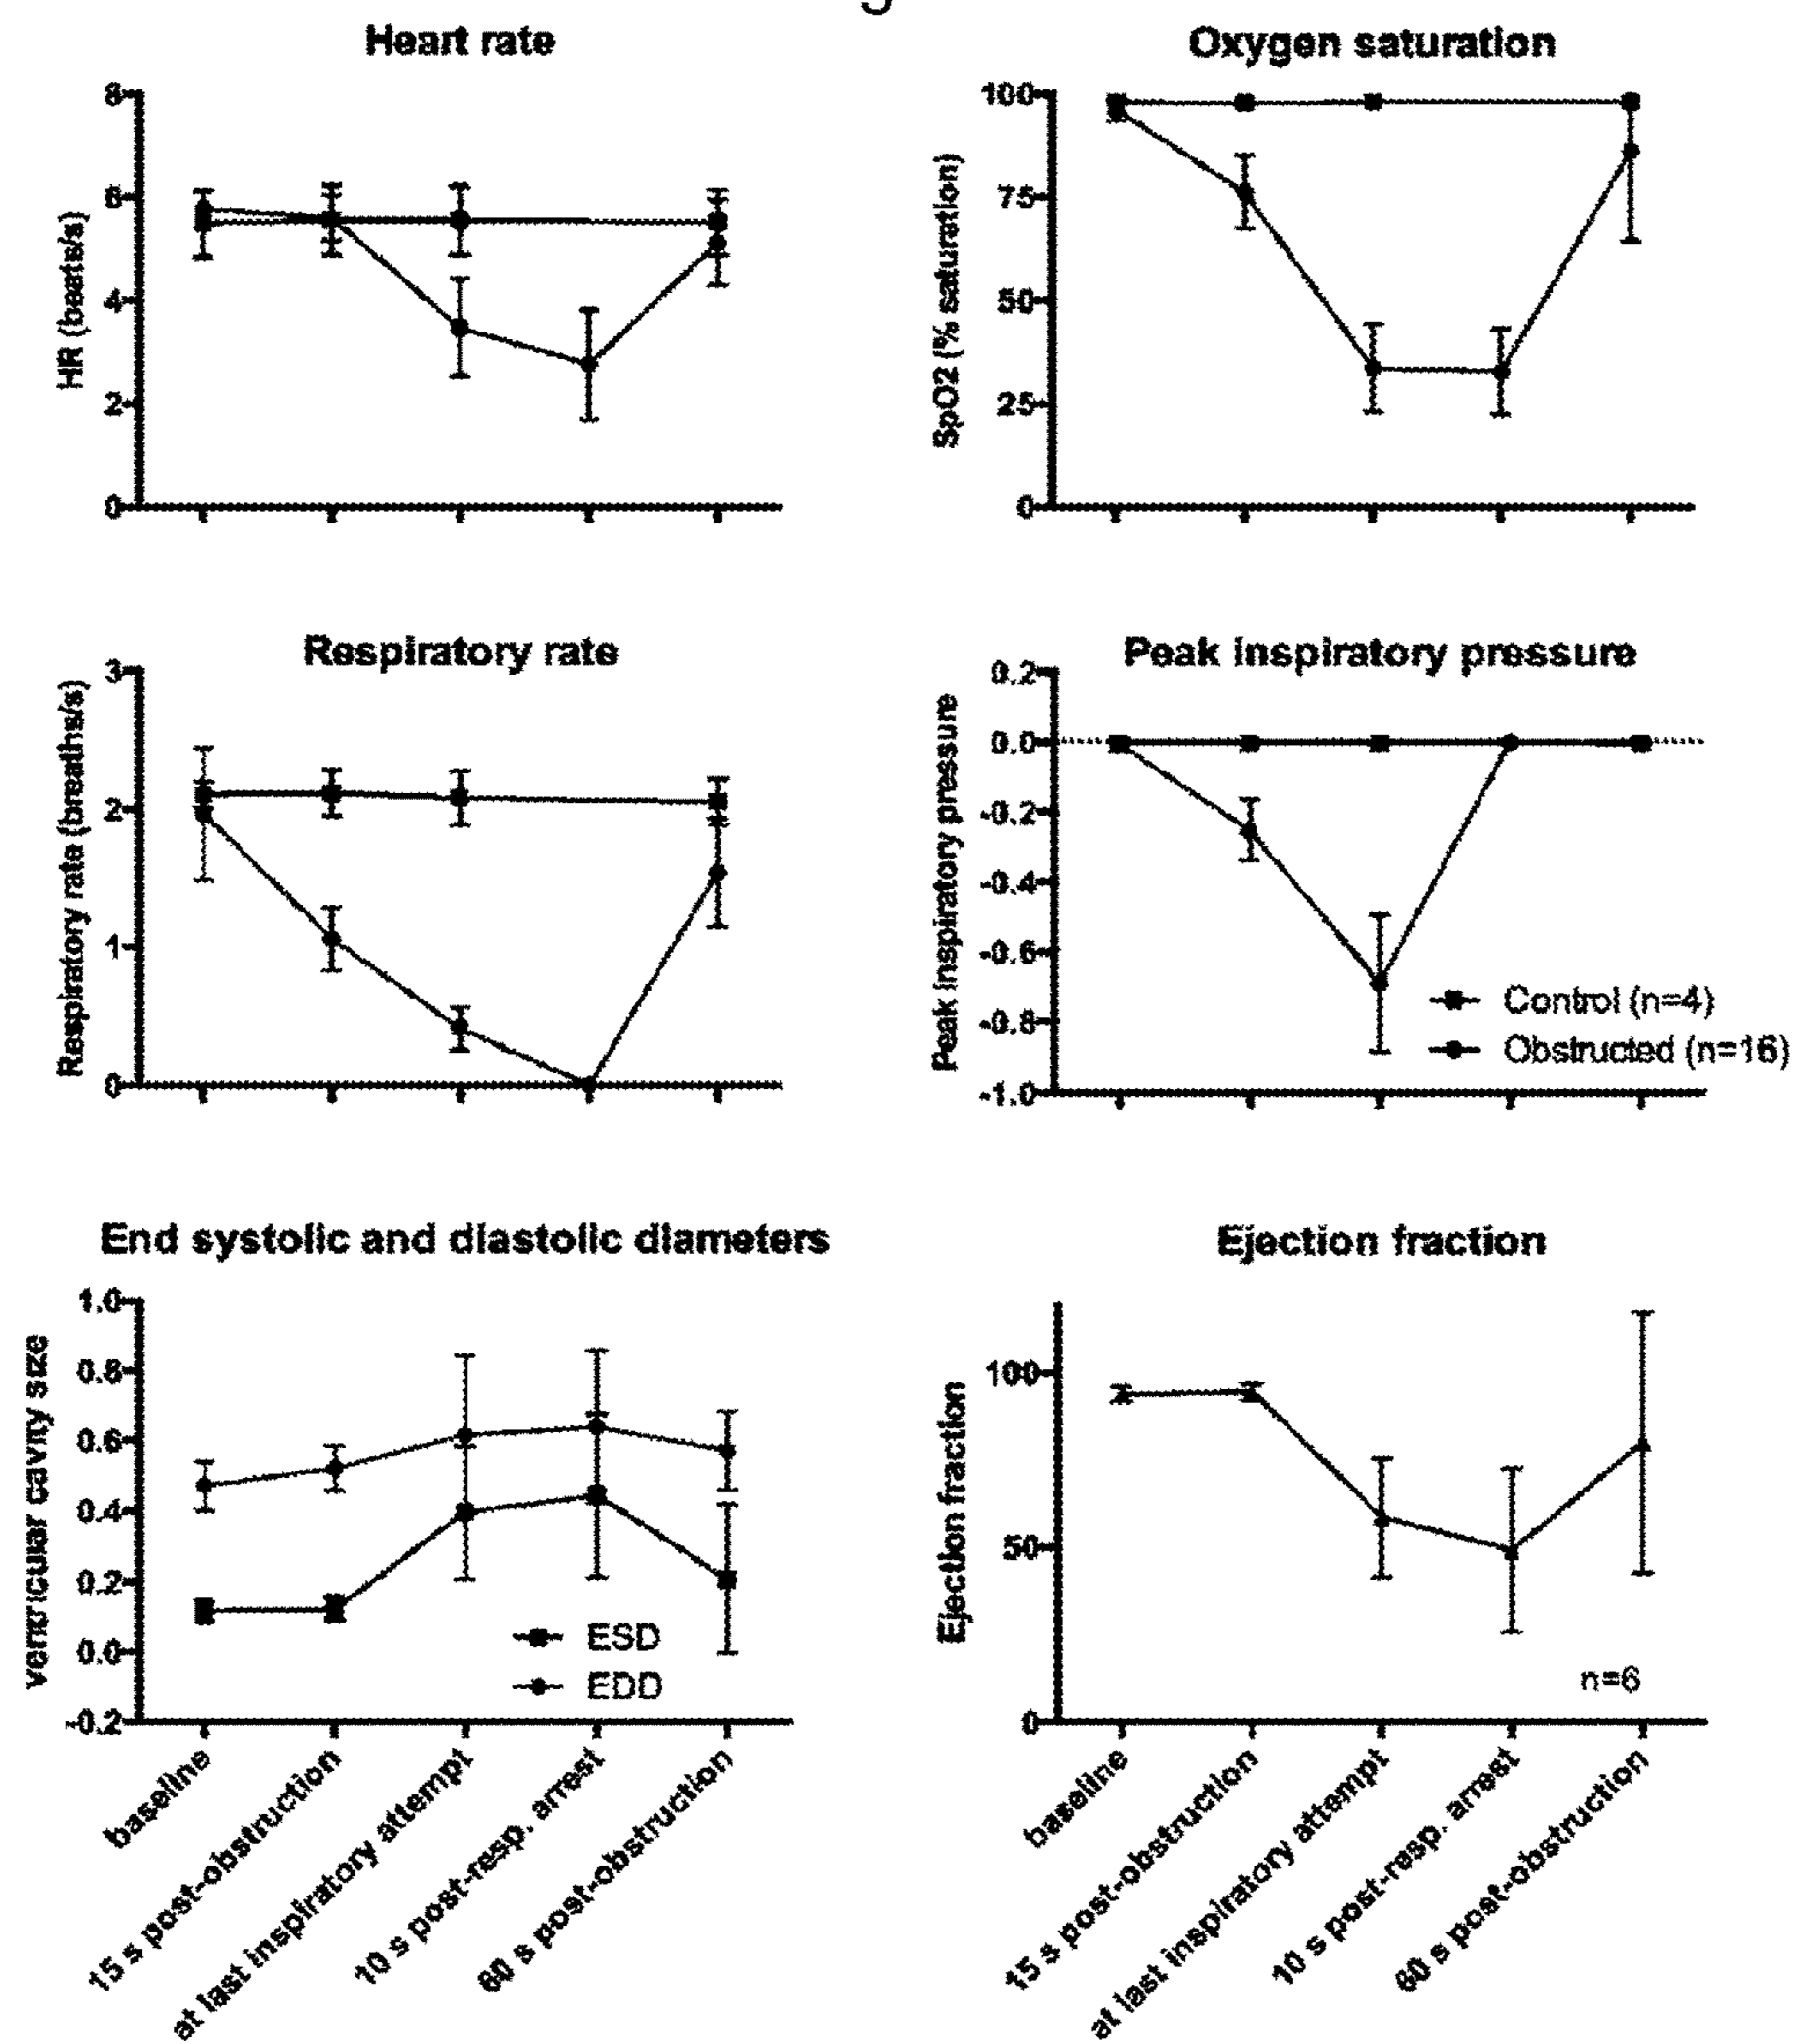 Heart rate
8
6
4
2
0
HR (beats/s)
Oxygen saturation
100
75
50
25
0
SpO2 (% saturation)
Respiratory rate
3
2
1
0
Respiratory rate (breaths/s)
Peak inspiratory pressure
0.2
0.0
-0.2
-0.4
-0.6
-0.8
-1.0
Peak inspiratory pressure
Control (n=4)
Obstructed (n=16)
End systolic and diastolic diameters
1.0
0.8
0.6
0.4
0.2
0.0
-0.2
ventricular cavity size
ESD
EDD
baseline
15 s post-obstruction
at last inspiratory attempt
10 s post-resp. arrest
60 s post-obstruction
Ejection fraction
100
50
0
Ejection fraction
n=6
baseline
15 s post-obstruction
at last inspiratory attempt
10 s post-resp. arrest
60 s post-obstruction